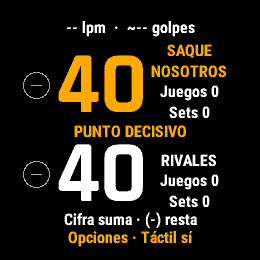 -- lpm · ~-- golpes
SAQUE
40 NOSOTROS
Juegos 0
Sets 0
PUNTO DECISIVO
40 RIVALES
Juegos 0
Sets 0
Cifra suma · (-) resta
Opciones · Táctil sí